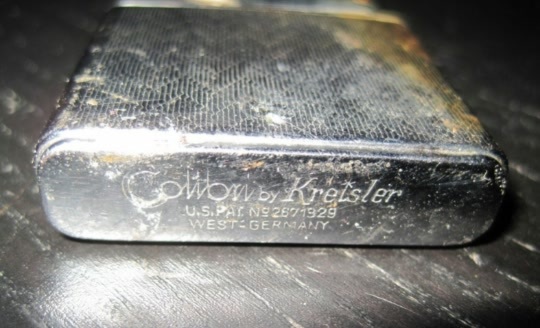 Colibri by Kreisler
U.S. PAT. Nº 2871929
WEST-GERMANY